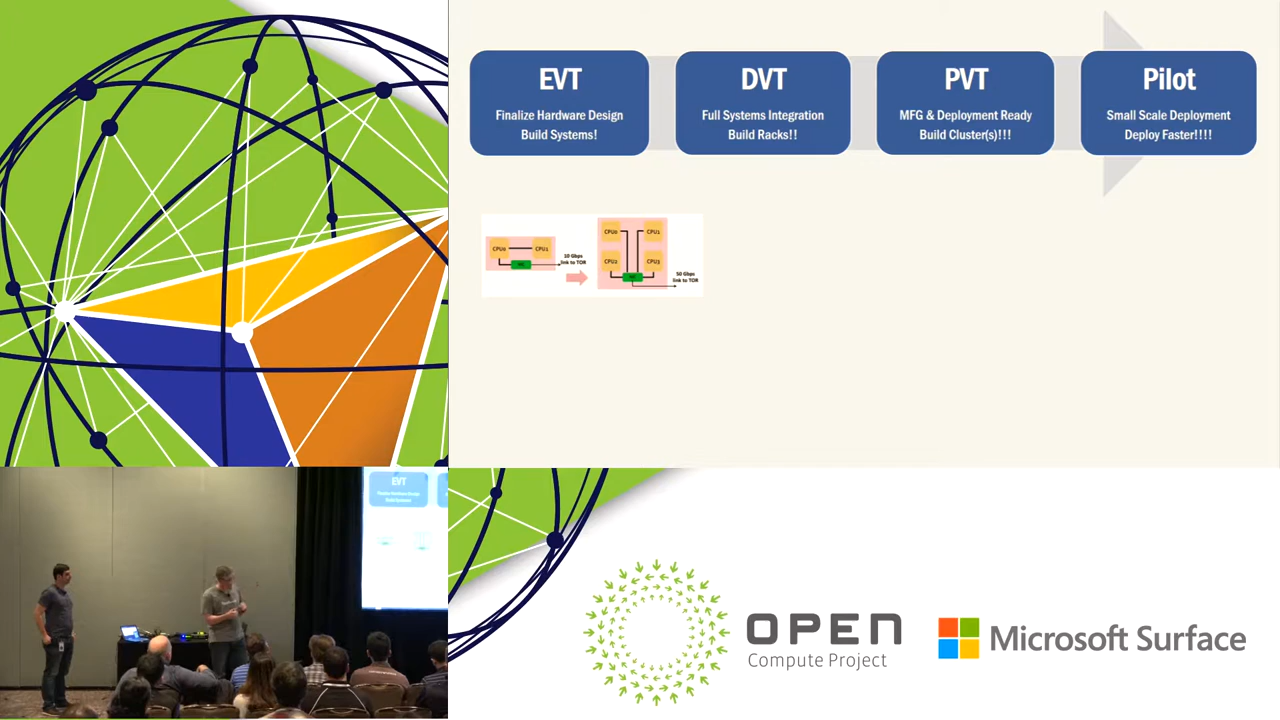 EVT
Finalize Hardware Design
Build Systems!
DVT
Full Systems Integration
Build Racks!!
PVT
MFG & Deployment Ready
Build Cluster(s)!!!
Pilot
Small Scale Deployment
Deploy Faster!!!!
CPU0
CPU1
10 Gbps
link to TOR
CPU0
CPU1
CPU2
CPU3
50 Gbps
link to TOR
EVT
OPEN
Compute Project
Microsoft Surface